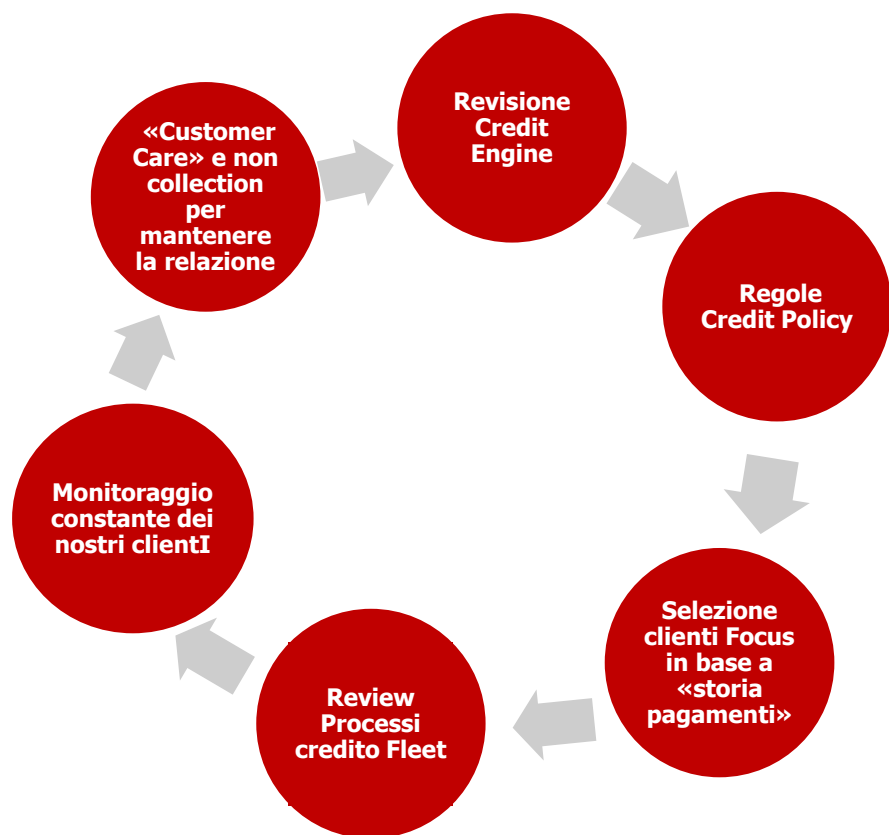 Revisione
Credit
Engine
Regole
Credit Policy
Selezione
clienti Focus
in base a
«storia
pagamenti»
Review
Processi
credito Fleet
Monitoraggio
constante dei
nostri clientI
«Customer
Care» e non
collection
per
mantenere
la relazione